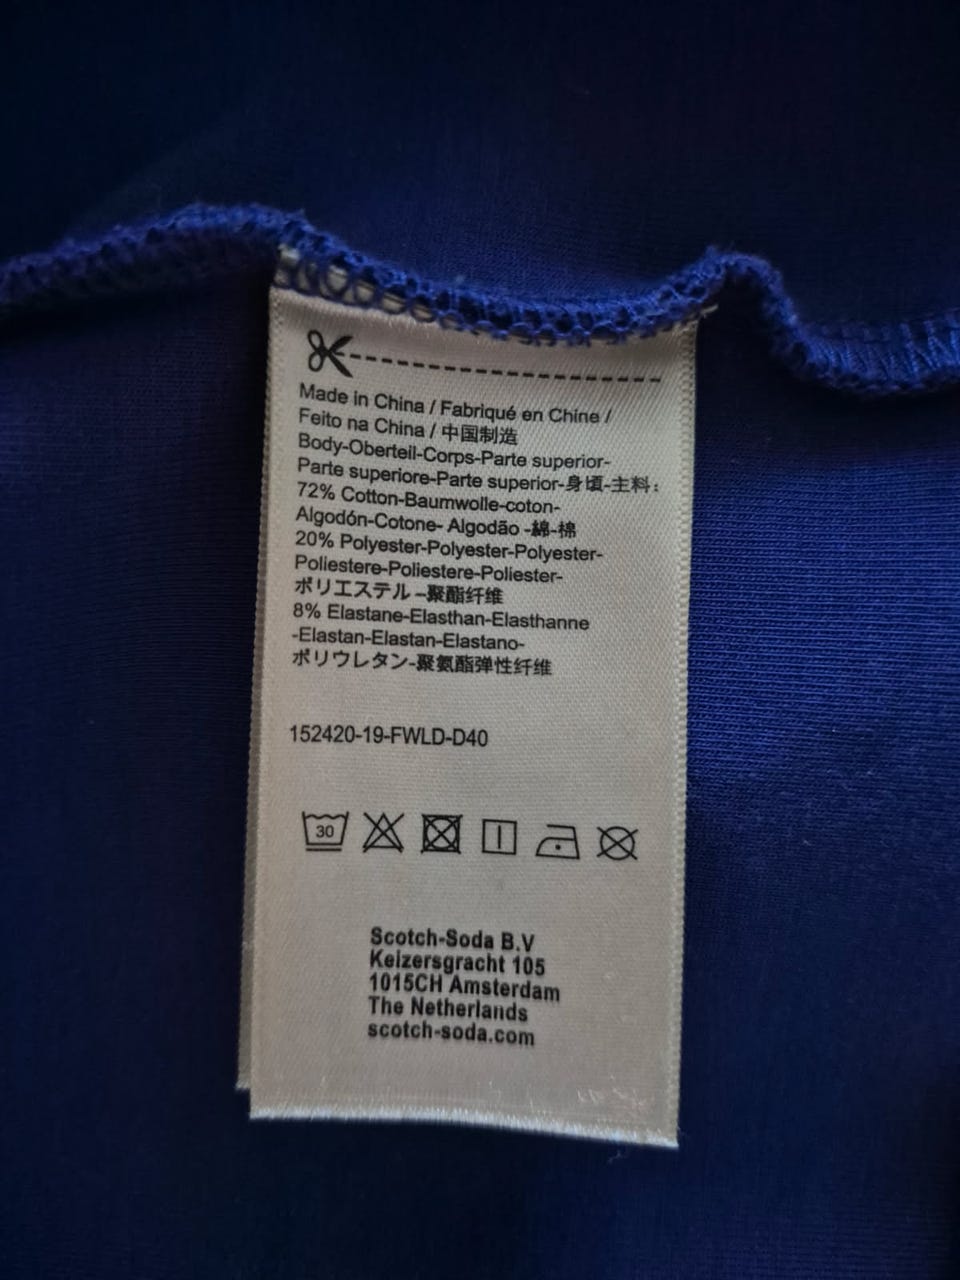 Made in China / Fabriqué en Chine /
Feito na China / 中国制造
Body-Oberteil-Corps-Parte superior-
Parte superiore-Parte superior-身頃-主料:
72% Cotton-Baumwolle-coton-
Algodón-Cotone- Algodão -綿-棉
20% Polyester-Polyester-Polyester-
Poliestere-Poliestere-Poliester-
ポリエステル –聚酯纤维
8% Elastane-Elasthan-Elasthanne
-Elastan-Elastan-Elastano-
ポリウレタン-聚氨酯弹性纤维
152420-19-FWLD-D40
30
Scotch-Soda B.V
Keizersgracht 105
1015CH Amsterdam
The Netherlands
scotch-soda.com